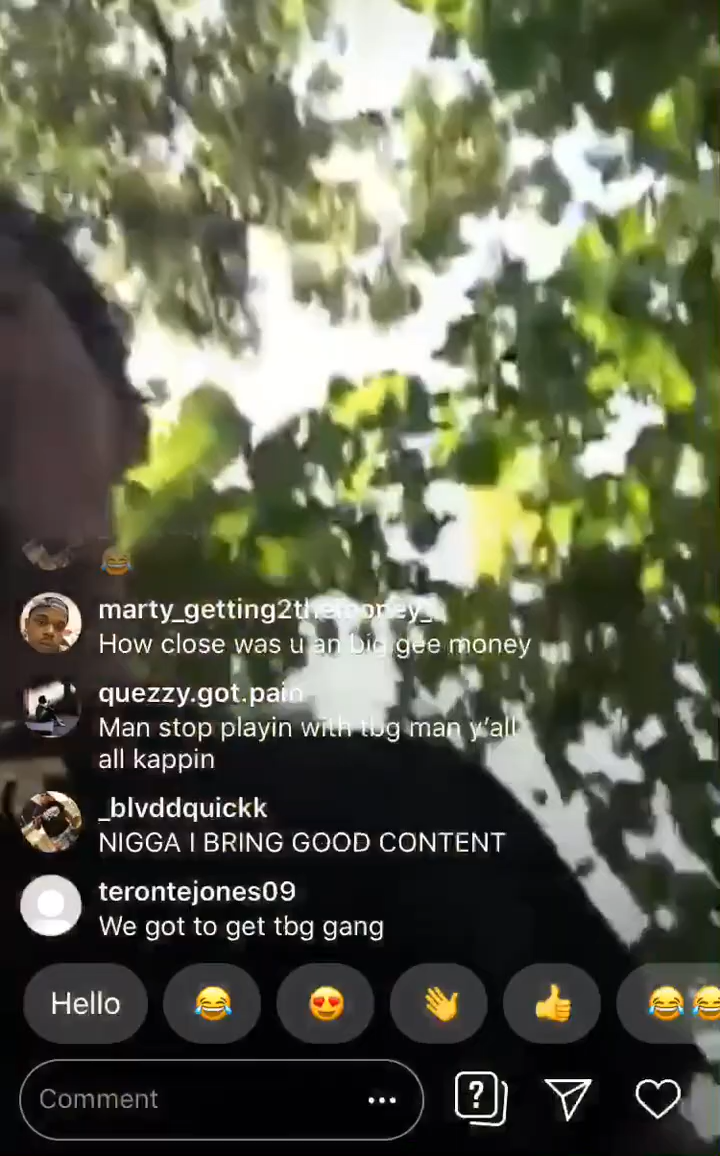 marty_getting2themoney_
How close was u an big gee money
quezzy.got.pain
Man stop playin with tbg man y'all
all kappin
_blvddquickk
NIGGA I BRING GOOD CONTENT
terontejones09
We got to get tbg gang
Hello
Comment
?